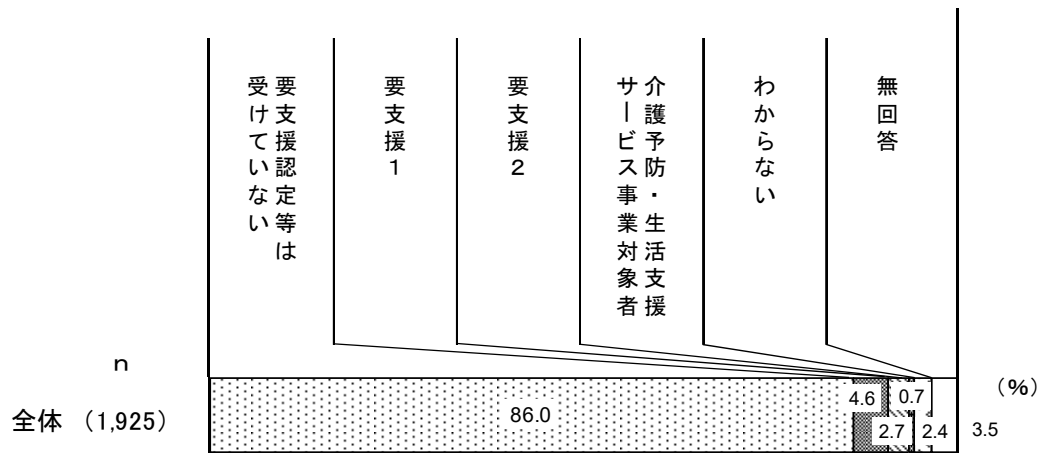 要支援認定等は
受けていない
要支援1
要支援2
介護予防・生活支援
サービス事業対象者
わからない
無回答
n
(%)
全体 (1,925)
86.0
4.6
2.7
0.7
2.4
3.5